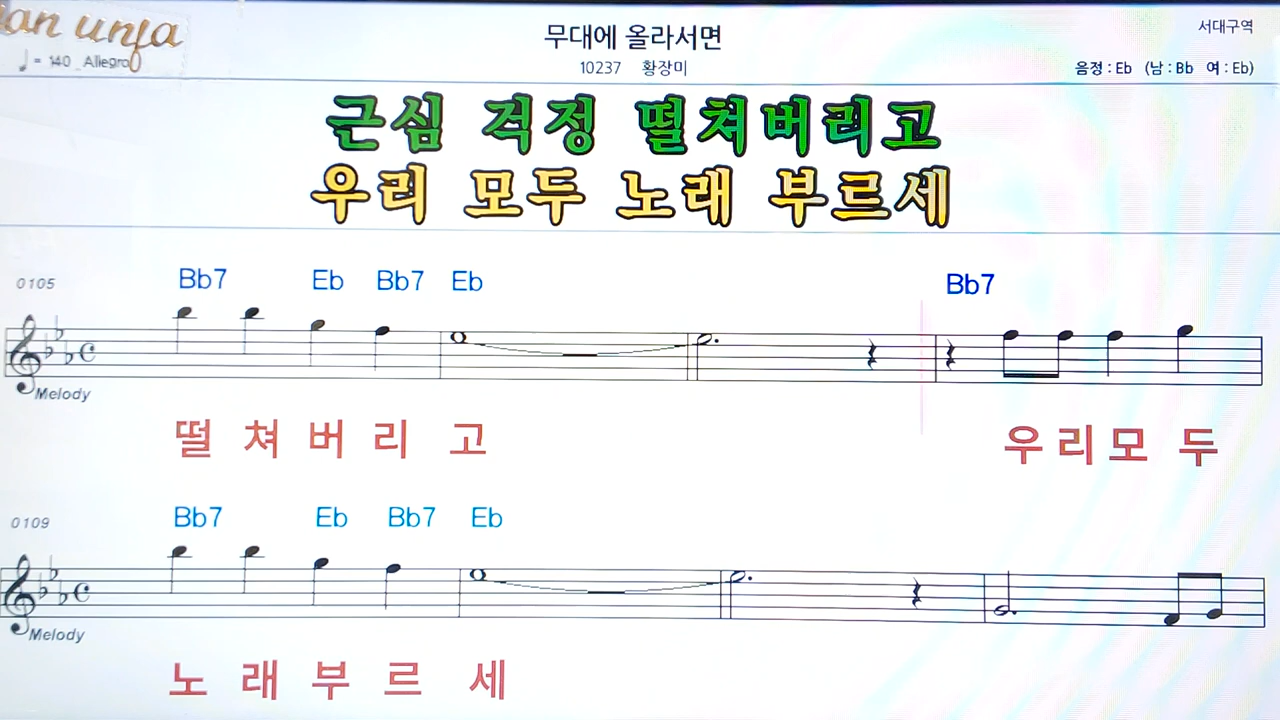 무대에 올라서면
서대구역
♩ = 140 Allegro
10237 황장미
음정 : Eb (남 : Bb 여 : Eb)
근심 걱정 떨쳐버리고
우리 모두 노래 부르세
0105
Bb7 Eb Bb7 Eb Bb7
Melody
떨 쳐 버 리 고 우 리 모 두
0109
Bb7 Eb Bb7 Eb
Melody
노 래 부 르 세